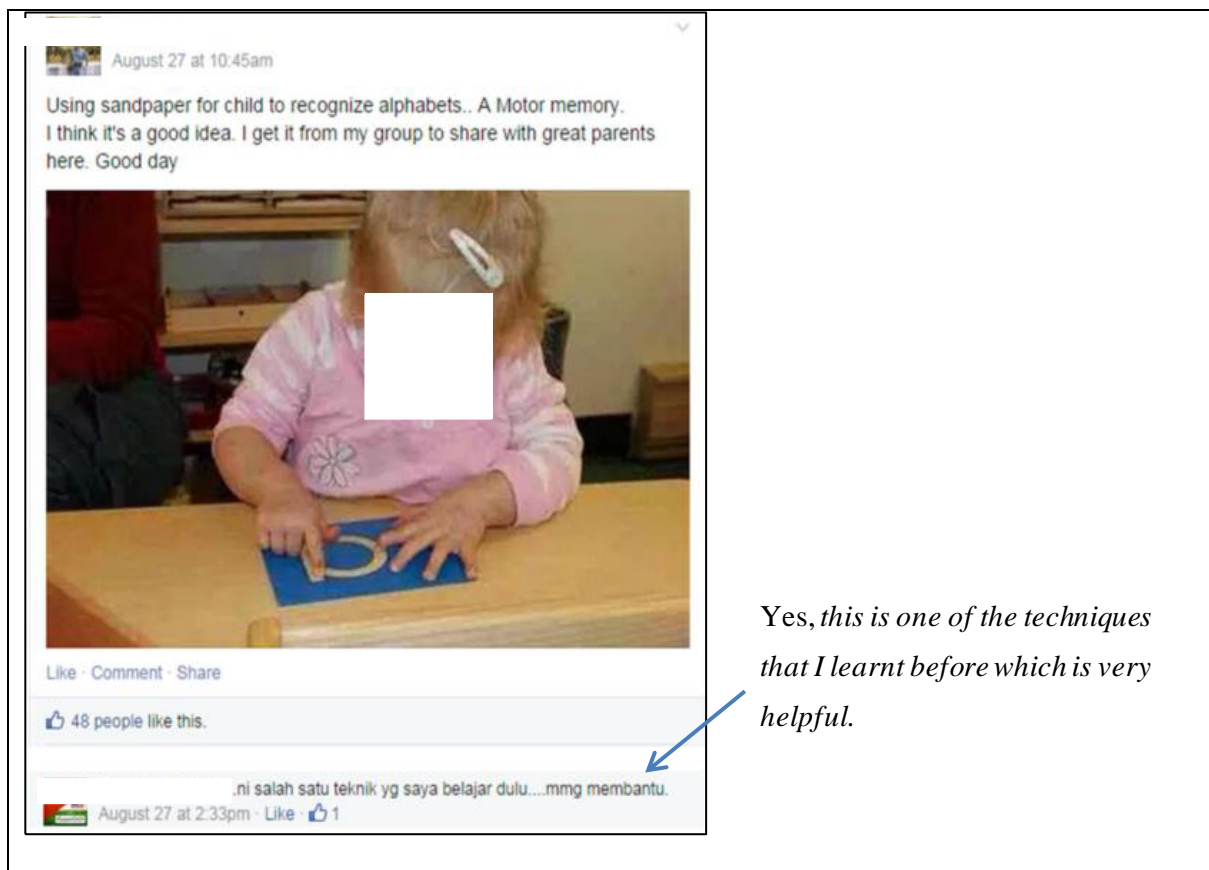 August 27 at 10:45am
Using sandpaper for child to recognize alphabets.. A Motor memory.
I think it's a good idea. I get it from my group to share with great parents
here. Good day
Like · Comment · Share
48 people like this.
.ni salah satu teknik yg saya belajar dulu....mmg membantu.
August 27 at 2:33pm · Like · 1
Yes, this is one of the techniques
that I learnt before which is very
helpful.